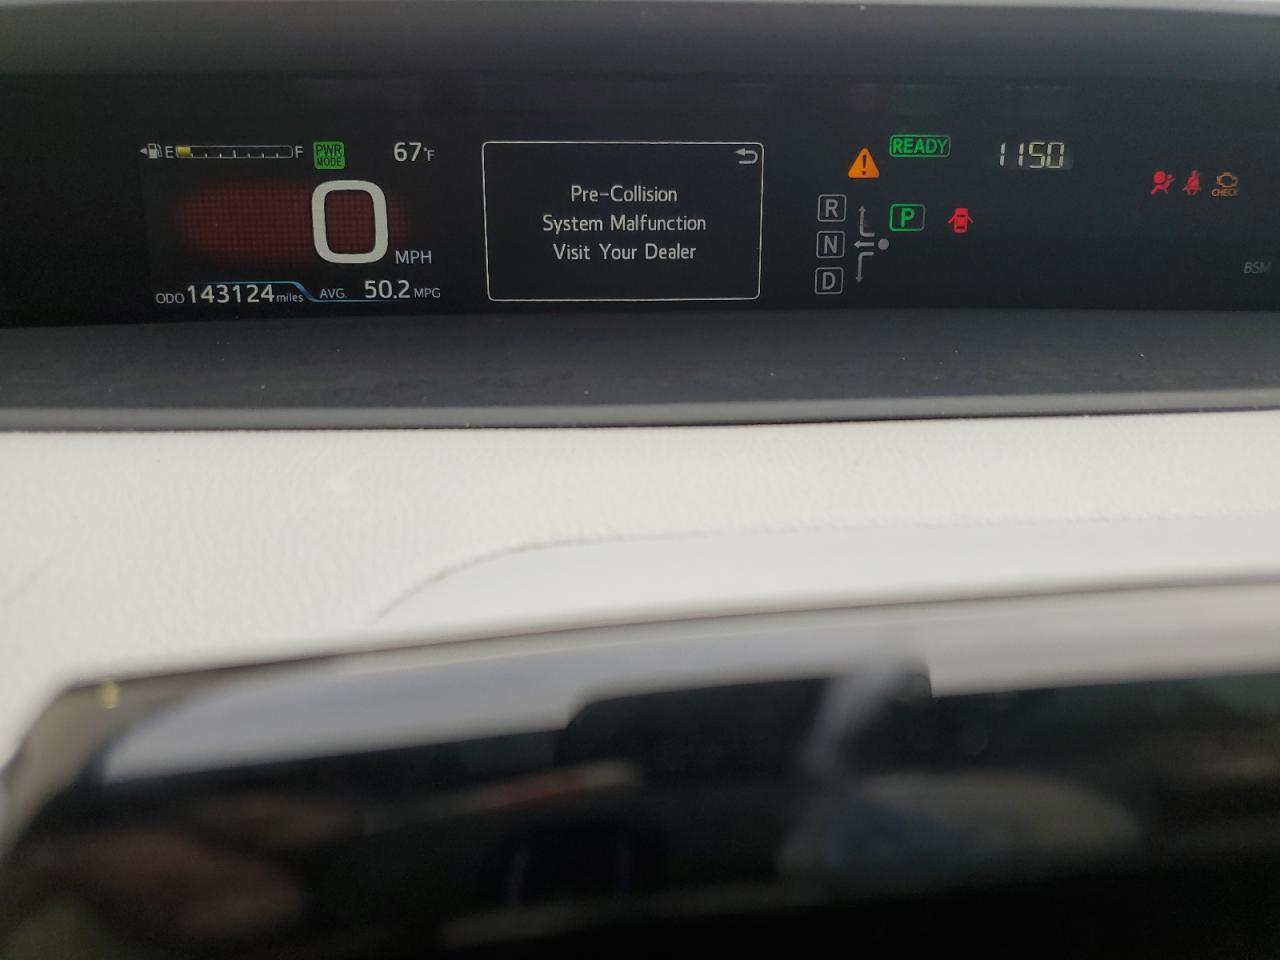 E F PWR MODE 67°F
0 MPH
ODO 143124 miles AVG. 50.2 MPG
Pre-Collision
System Malfunction
Visit Your Dealer
READY 1150
R
P
N
D
CHECK
BSM